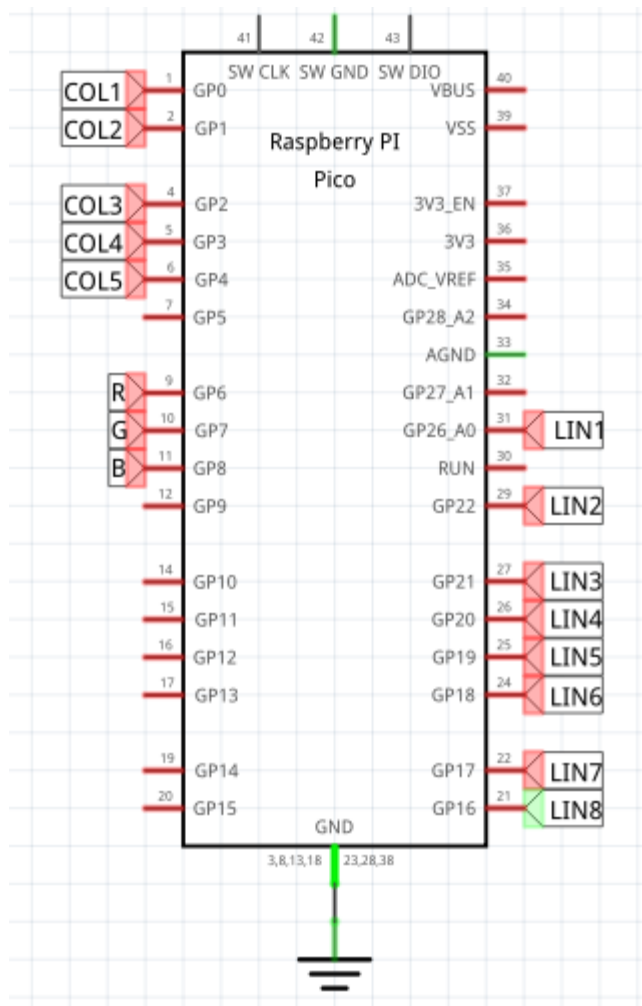 41 42 43
SW CLK SW GND SW DIO
COL1 1 GP0 VBUS 40
COL2 2 GP1 VSS 39
Raspberry PI
Pico
COL3 4 GP2 3V3_EN 37
COL4 5 GP3 3V3 36
COL5 6 GP4 ADC_VREF 35
7 GP5 GP28_A2 34
AGND 33
R 9 GP6 GP27_A1 32
G 10 GP7 GP26_A0 31 LIN1
B 11 GP8 RUN 30
12 GP9 GP22 29 LIN2
14 GP10 GP21 27 LIN3
15 GP11 GP20 26 LIN4
16 GP12 GP19 25 LIN5
17 GP13 GP18 24 LIN6
19 GP14 GP17 22 LIN7
20 GP15 GP16 21 LIN8
GND
3,8,13,18 23,28,38